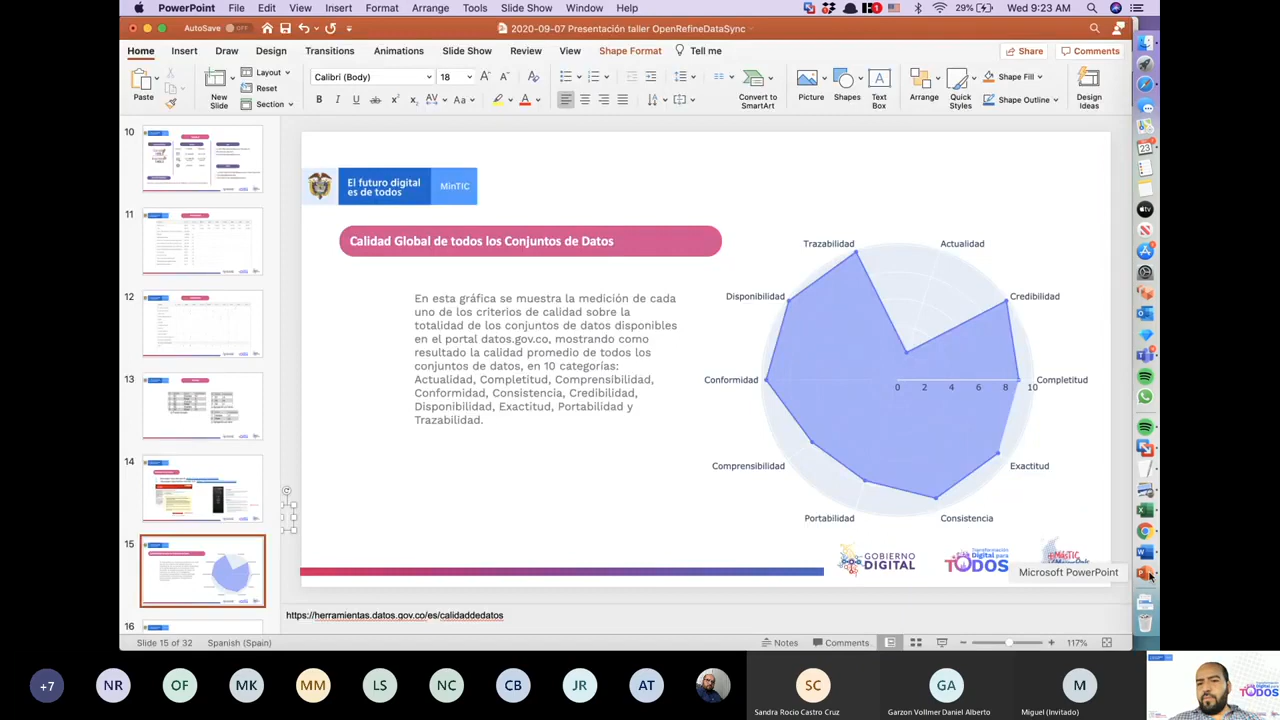 PowerPoint File Edit View Insert Format Arrange Tools Slide Show Window Help 29% Wed 9:23 AM
AutoSave OFF 2020-09-07 Presentación taller OpenRefineDataSync
Home Insert Draw Design Transitions Animations Slide Show Review View Shape Format Tell me Share Comments
Paste
New Slide
Layout
Reset
Section
Calibri (Body) 18
Convert to SmartArt
Picture
Shapes
Text Box
Arrange
Quick Styles
Shape Fill
Shape Outline
Design Ideas
10
11
12
13
14
15
16
El futuro digital
es de todos
MinTIC
Calidad Global de todos los Conjuntos de Datos
En esta gráfica se muestra la medición de cada
uno de los criterios de calidad sobre la
totalidad de los conjuntos de datos disponibles
en el portal datos.gov.co, mostrando como
resultado la calidad promedio de todos los
conjuntos de datos, en 10 categorías:
Actualidad, Completitud, Comprensibilidad,
Conformidad, Consistencia, Credibilidad,
Disponibilidad, Exactitud, Portabilidad y
Trazabilidad.
Trazabilidad
Actualidad
Disponibilidad
Credibilidad
Conformidad
0 2 4 6 8 10
Completitud
Comprensibilidad
Exactitud
Portabilidad
Consistencia
GOBIERNO
DIGITAL
Transformación
Digital para
TODOS
Microsoft PowerPoint
https://herramientas.datos.gov.co/es/calidaddedatos
Slide 15 of 32 Spanish (Spain) Notes Comments 117%
+7 NR OF MK MM LS NC CB JR AT SC GA M
Sandra Rocio Castro Cruz
Garzon Vollmer Daniel Alberto
Miguel (Invitado)